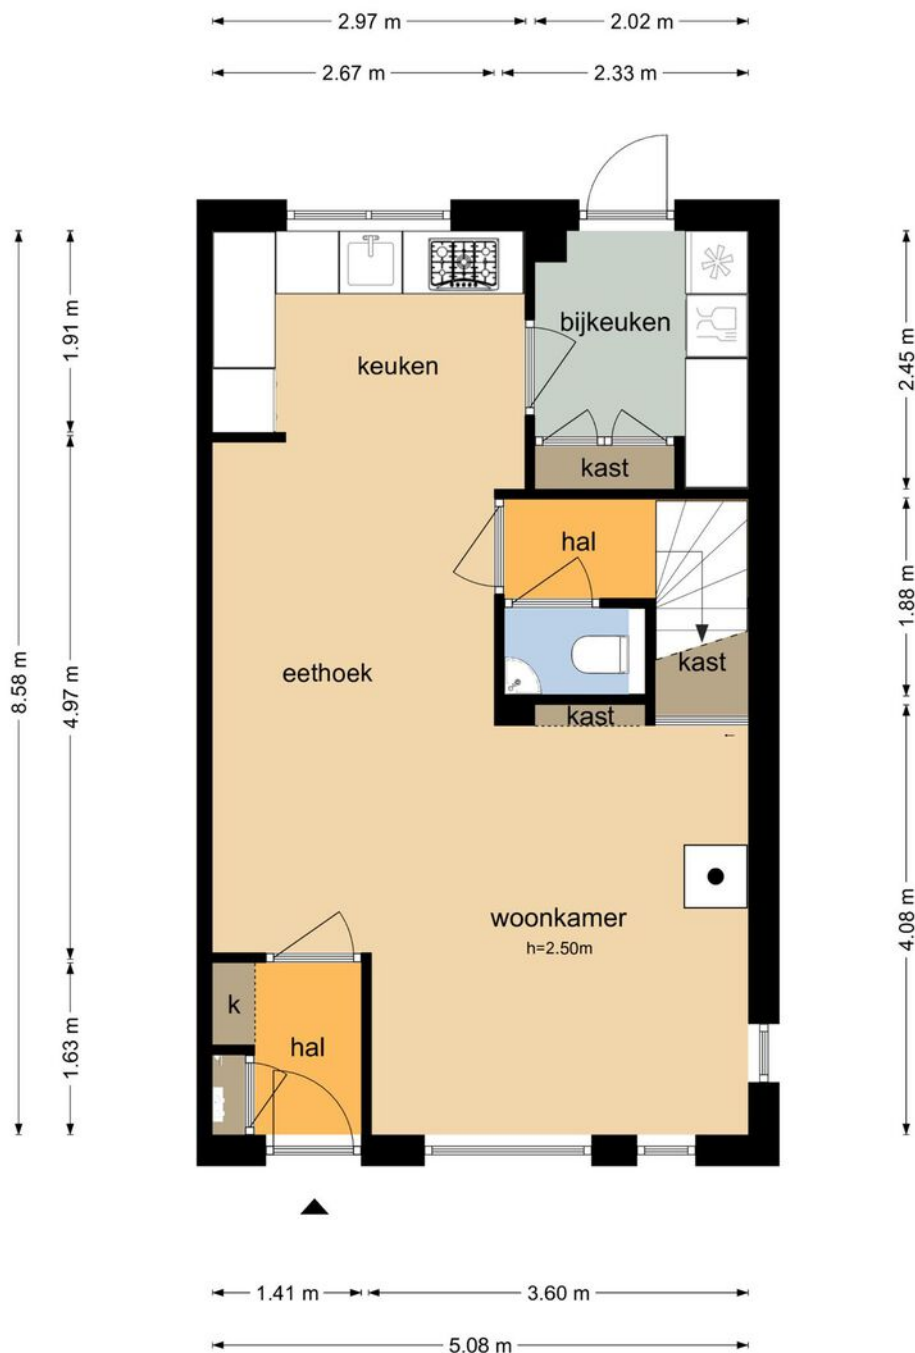 2.97 m
2.02 m
2.67 m
2.33 m
1.91 m
2.45 m
bijkeuken
keuken
kast
hal
1.88 m
8.58 m
4.97 m
eethoek
kast
kast
←
woonkamer
h=2.50m
4.08 m
k
hal
1.63 m
1.41 m
3.60 m
5.08 m